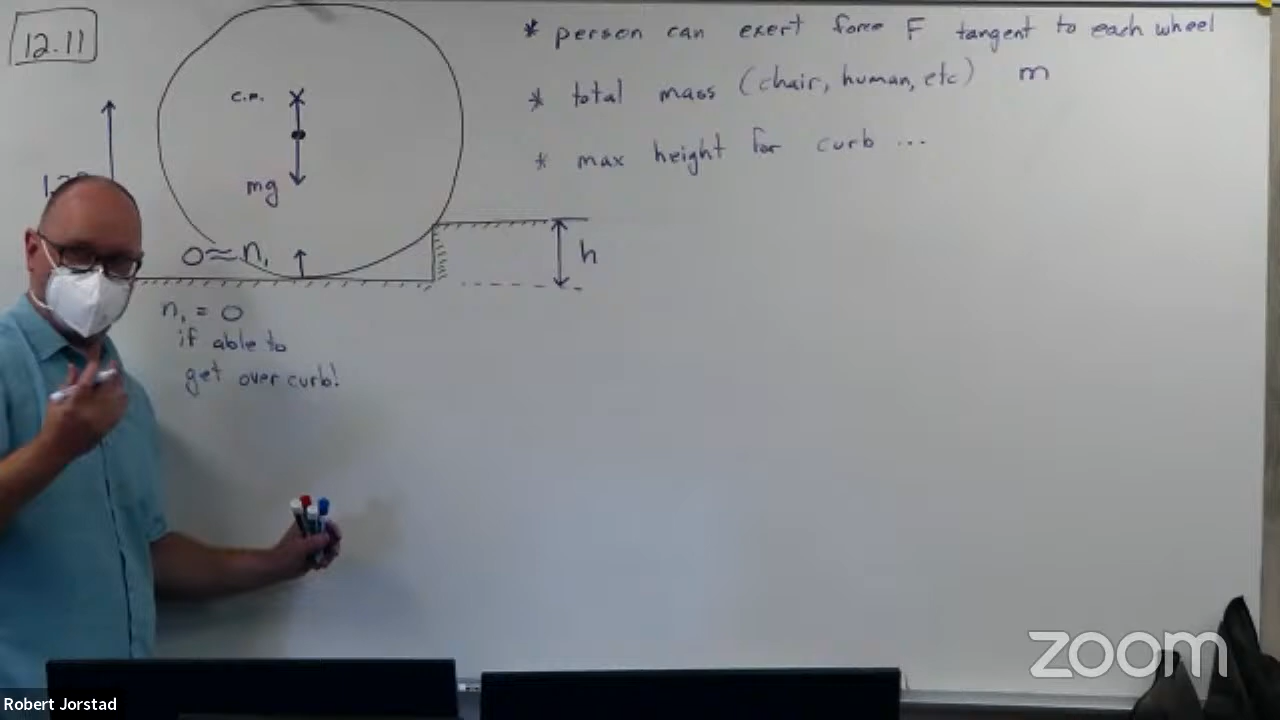 12.11
* person can exert force F tangent to each wheel
* total mass (chair, human, etc) m
* max height for curb ...
c.m.
mg
0≈n₁
h
n₁ = 0
if able to
get over curb!
zoom
Robert Jorstad